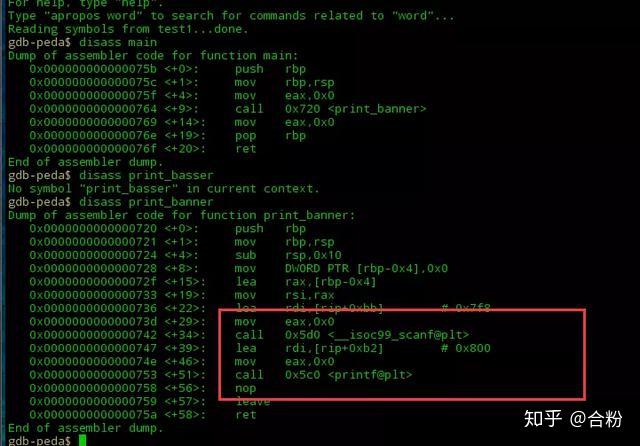 For help, type "help".
Type "apropos word" to search for commands related to "word"...
Reading symbols from test1...done.
gdb-peda$ disass main
Dump of assembler code for function main:
0x000000000000075b <+0>: push rbp
0x000000000000075c <+1>: mov rbp,rsp
0x000000000000075f <+4>: mov eax,0x0
0x0000000000000764 <+9>: call 0x720 <print_banner>
0x0000000000000769 <+14>: mov eax,0x0
0x000000000000076e <+19>: pop rbp
0x000000000000076f <+20>: ret
End of assembler dump.
gdb-peda$ disass print_basser
No symbol "print_basser" in current context.
gdb-peda$ disass print_banner
Dump of assembler code for function print_banner:
0x0000000000000720 <+0>: push rbp
0x0000000000000721 <+1>: mov rbp,rsp
0x0000000000000724 <+4>: sub rsp,0x10
0x0000000000000728 <+8>: mov DWORD PTR [rbp-0x4],0x0
0x000000000000072f <+15>: lea rax,[rbp-0x4]
0x0000000000000733 <+19>: mov rsi,rax
0x0000000000000736 <+22>: lea rdi,[rip+0xbb] # 0x7f8
0x000000000000073d <+29>: mov eax,0x0
0x0000000000000742 <+34>: call 0x5d0 <__isoc99_scanf@plt>
0x0000000000000747 <+39>: lea rdi,[rip+0xb2] # 0x800
0x000000000000074e <+46>: mov eax,0x0
0x0000000000000753 <+51>: call 0x5c0 <printf@plt>
0x0000000000000758 <+56>: nop
0x0000000000000759 <+57>: leave
0x000000000000075a <+58>: ret
End of assembler dump.
gdb-peda$
知乎 @合粉